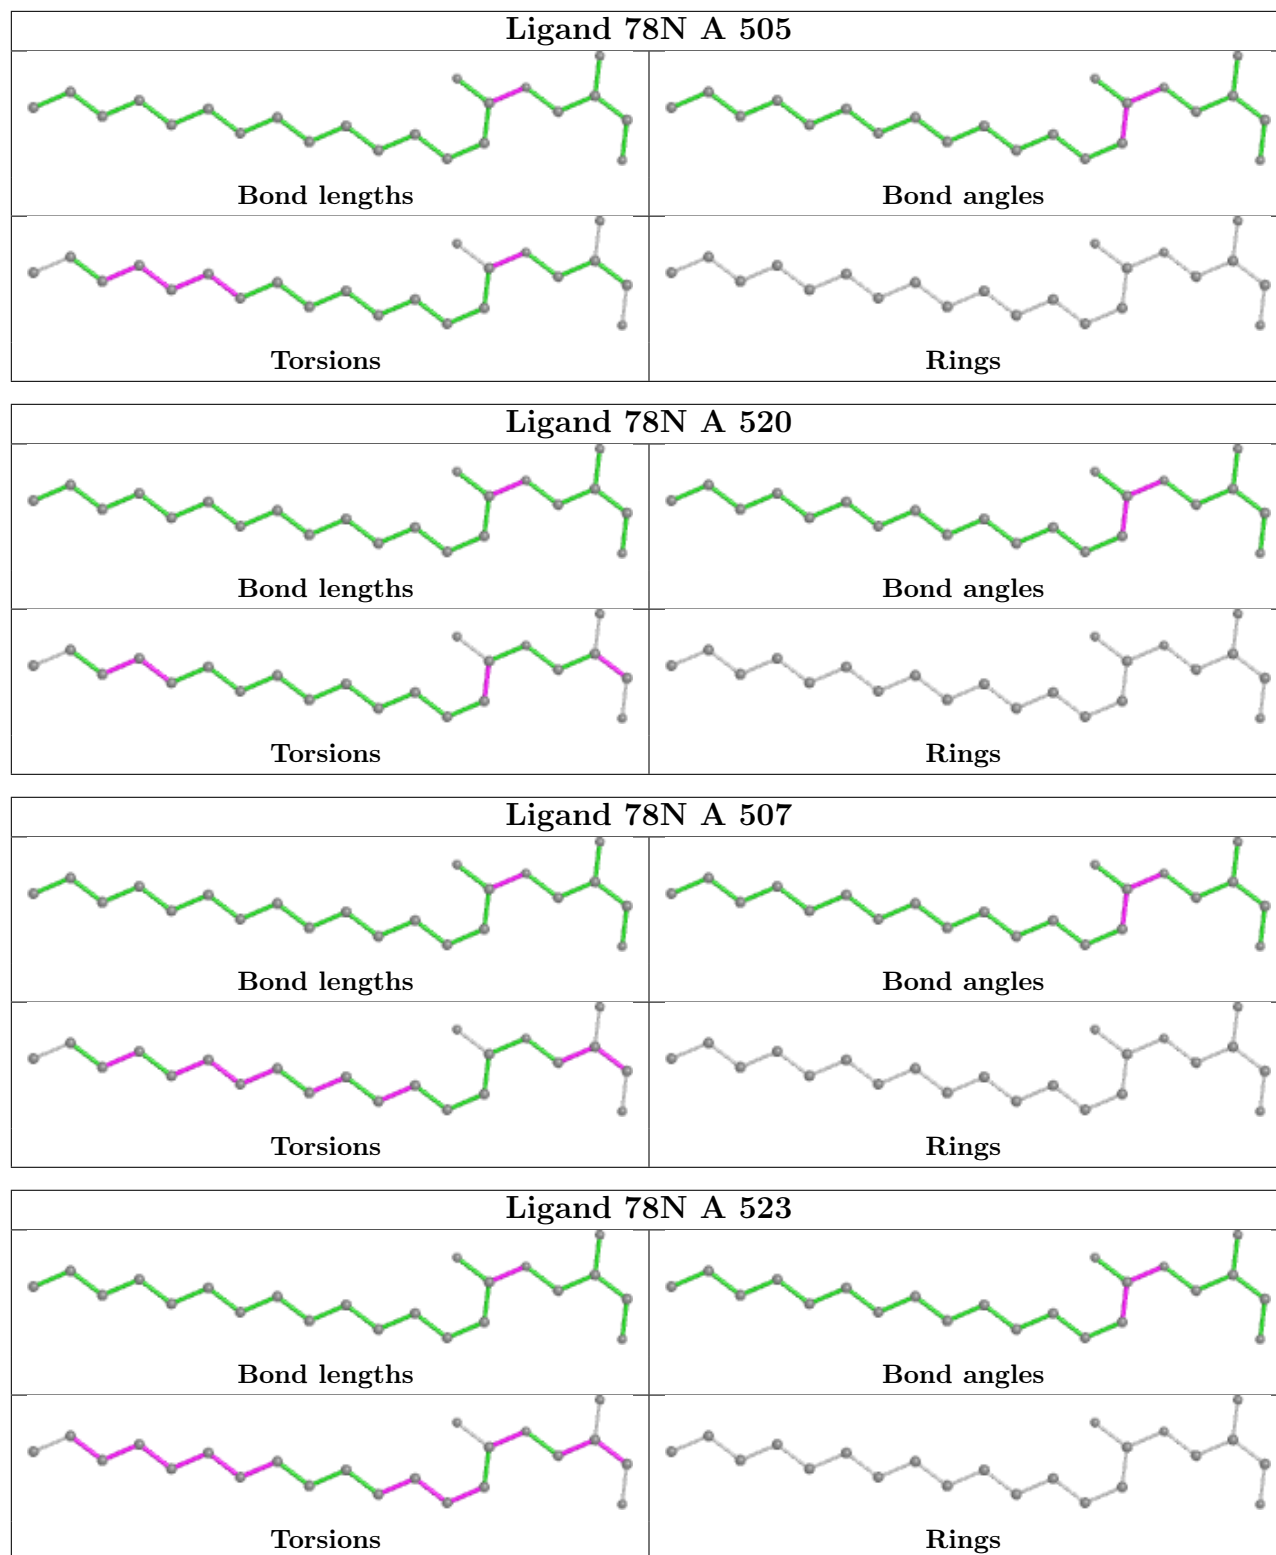 Ligand 78N A 505
Bond lengths Bond angles
Torsions Rings
Ligand 78N A 520
Bond lengths Bond angles
Torsions Rings
Ligand 78N A 507
Bond lengths Bond angles
Torsions Rings
Ligand 78N A 523
Bond lengths Bond angles
Torsions Rings